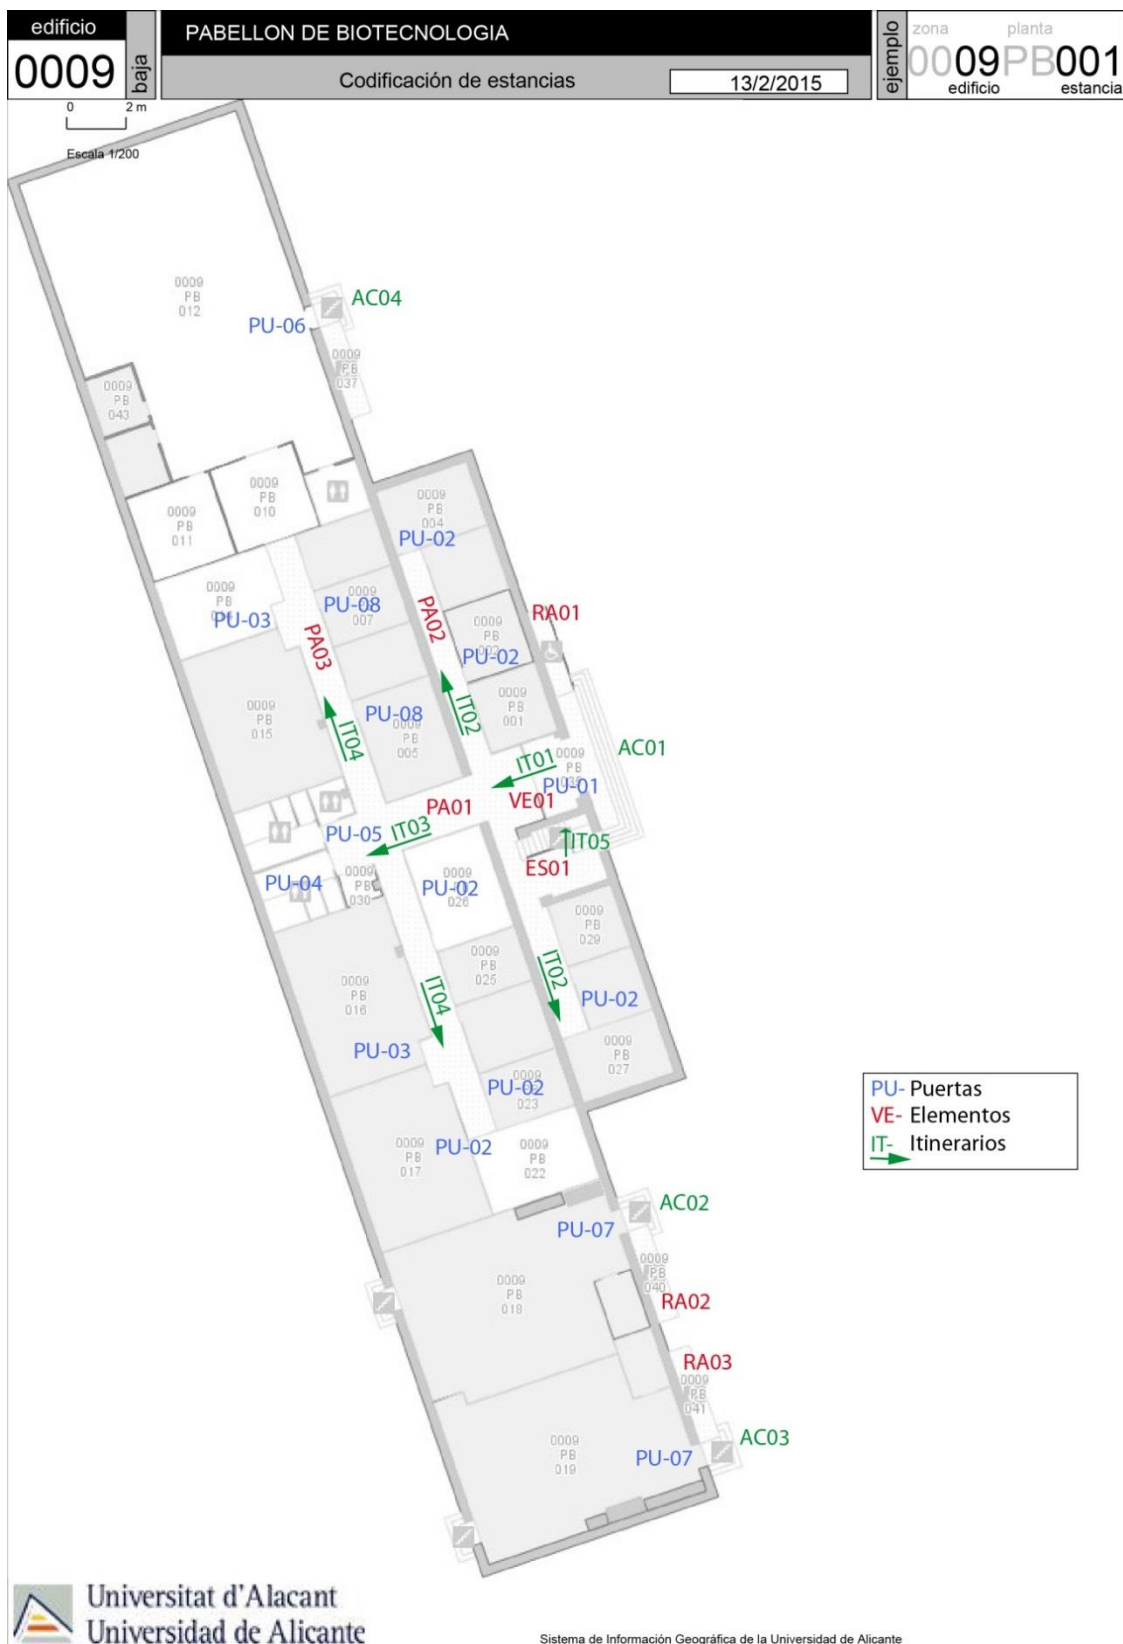 edificio
0009
baja
PABELLON DE BIOTECNOLOGIA
Codificación de estancias
13/2/2015
ejemplo
zona planta
0009PB001
edificio estancia
0 2 m
Escala 1/200
0009
PB
012
AC04
PU-06
0009
PB
037
0009
PB
043
0009
PB
004
0009
PB
010
0009
PB
011
PU-02
0009
PU-03
0009
PU-08
007
PA03
PA02
RA01
0009
PB
PU-02
0009
PB
001
0009
PB
015
PU-08
0009
PB
005
IT04
IT02
AC01
IT01
0009
PB
PU-01
PA01
VE01
PU-05
IT03
IT05
ES01
PU-04
0009
PB
030
0009
PU-02
026
0009
PB
029
0009
PB
025
0009
PB
016
IT04
IT02
PU-02
PU-03
0009
PB
027
0009
PU-02
023
PU-02
0009
PB
017
0009
PB
022
PU- Puertas
VE- Elementos
IT- Itinerarios
AC02
PU-07
0009
PB
040
0009
PB
018
RA02
RA03
0009
PB
041
AC03
0009
PB
019
PU-07
Universitat d'Alacant
Universidad de Alicante
Sistema de Información Geográfica de la Universidad de Alicante